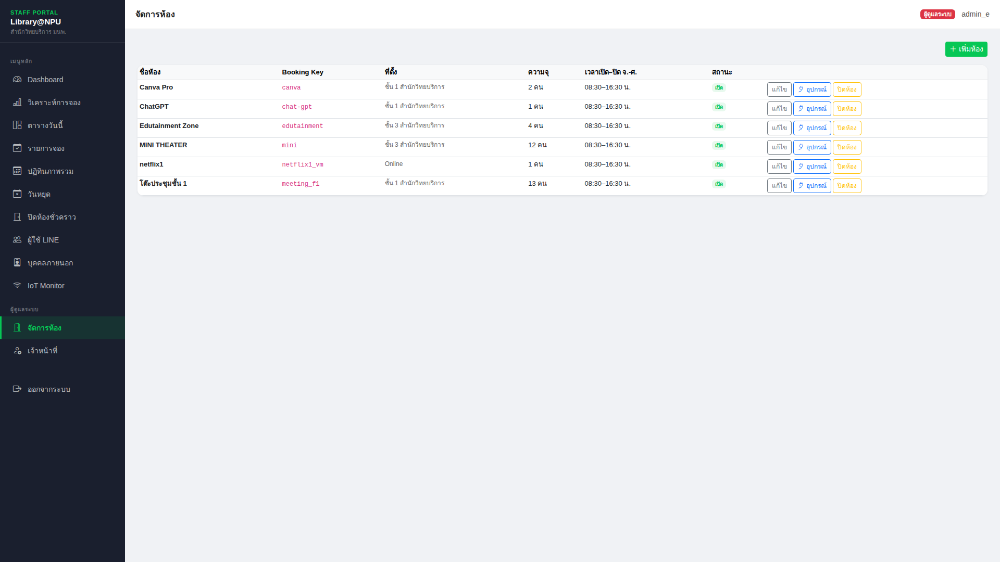 STAFF PORTAL
Library@NPU
สำนักวิทยบริการ มนพ.
เมนูหลัก
Dashboard
วิเคราะห์การจอง
ตารางวันนี้
รายการจอง
ปฏิทินภาพรวม
วันหยุด
ปิดห้องชั่วคราว
ผู้ใช้ LINE
บุคคลภายนอก
IoT Monitor
ผู้ดูแลระบบ
จัดการห้อง
เจ้าหน้าที่
ออกจากระบบ
จัดการห้อง
ผู้ดูแลระบบ admin_e
+ เพิ่มห้อง
ชื่อห้อง Booking Key ที่ตั้ง ความจุ เวลาเปิด–ปิด จ.-ศ. สถานะ
Canva Pro canva ชั้น 1 สำนักวิทยบริการ 2 คน 08:30–16:30 น. เปิด แก้ไข อุปกรณ์ ปิดห้อง
ChatGPT chat-gpt ชั้น 1 สำนักวิทยบริการ 1 คน 08:30–16:30 น. เปิด แก้ไข อุปกรณ์ ปิดห้อง
Edutainment Zone edutainment ชั้น 3 สำนักวิทยบริการ 4 คน 08:30–16:30 น. เปิด แก้ไข อุปกรณ์ ปิดห้อง
MINI THEATER mini ชั้น 3 สำนักวิทยบริการ 12 คน 08:30–16:30 น. เปิด แก้ไข อุปกรณ์ ปิดห้อง
netflix1 netflix1_vm Online 1 คน 08:30–16:30 น. เปิด แก้ไข อุปกรณ์ ปิดห้อง
โต๊ะประชุมชั้น 1 meeting_f1 ชั้น 1 สำนักวิทยบริการ 13 คน 08:30–16:30 น. เปิด แก้ไข อุปกรณ์ ปิดห้อง